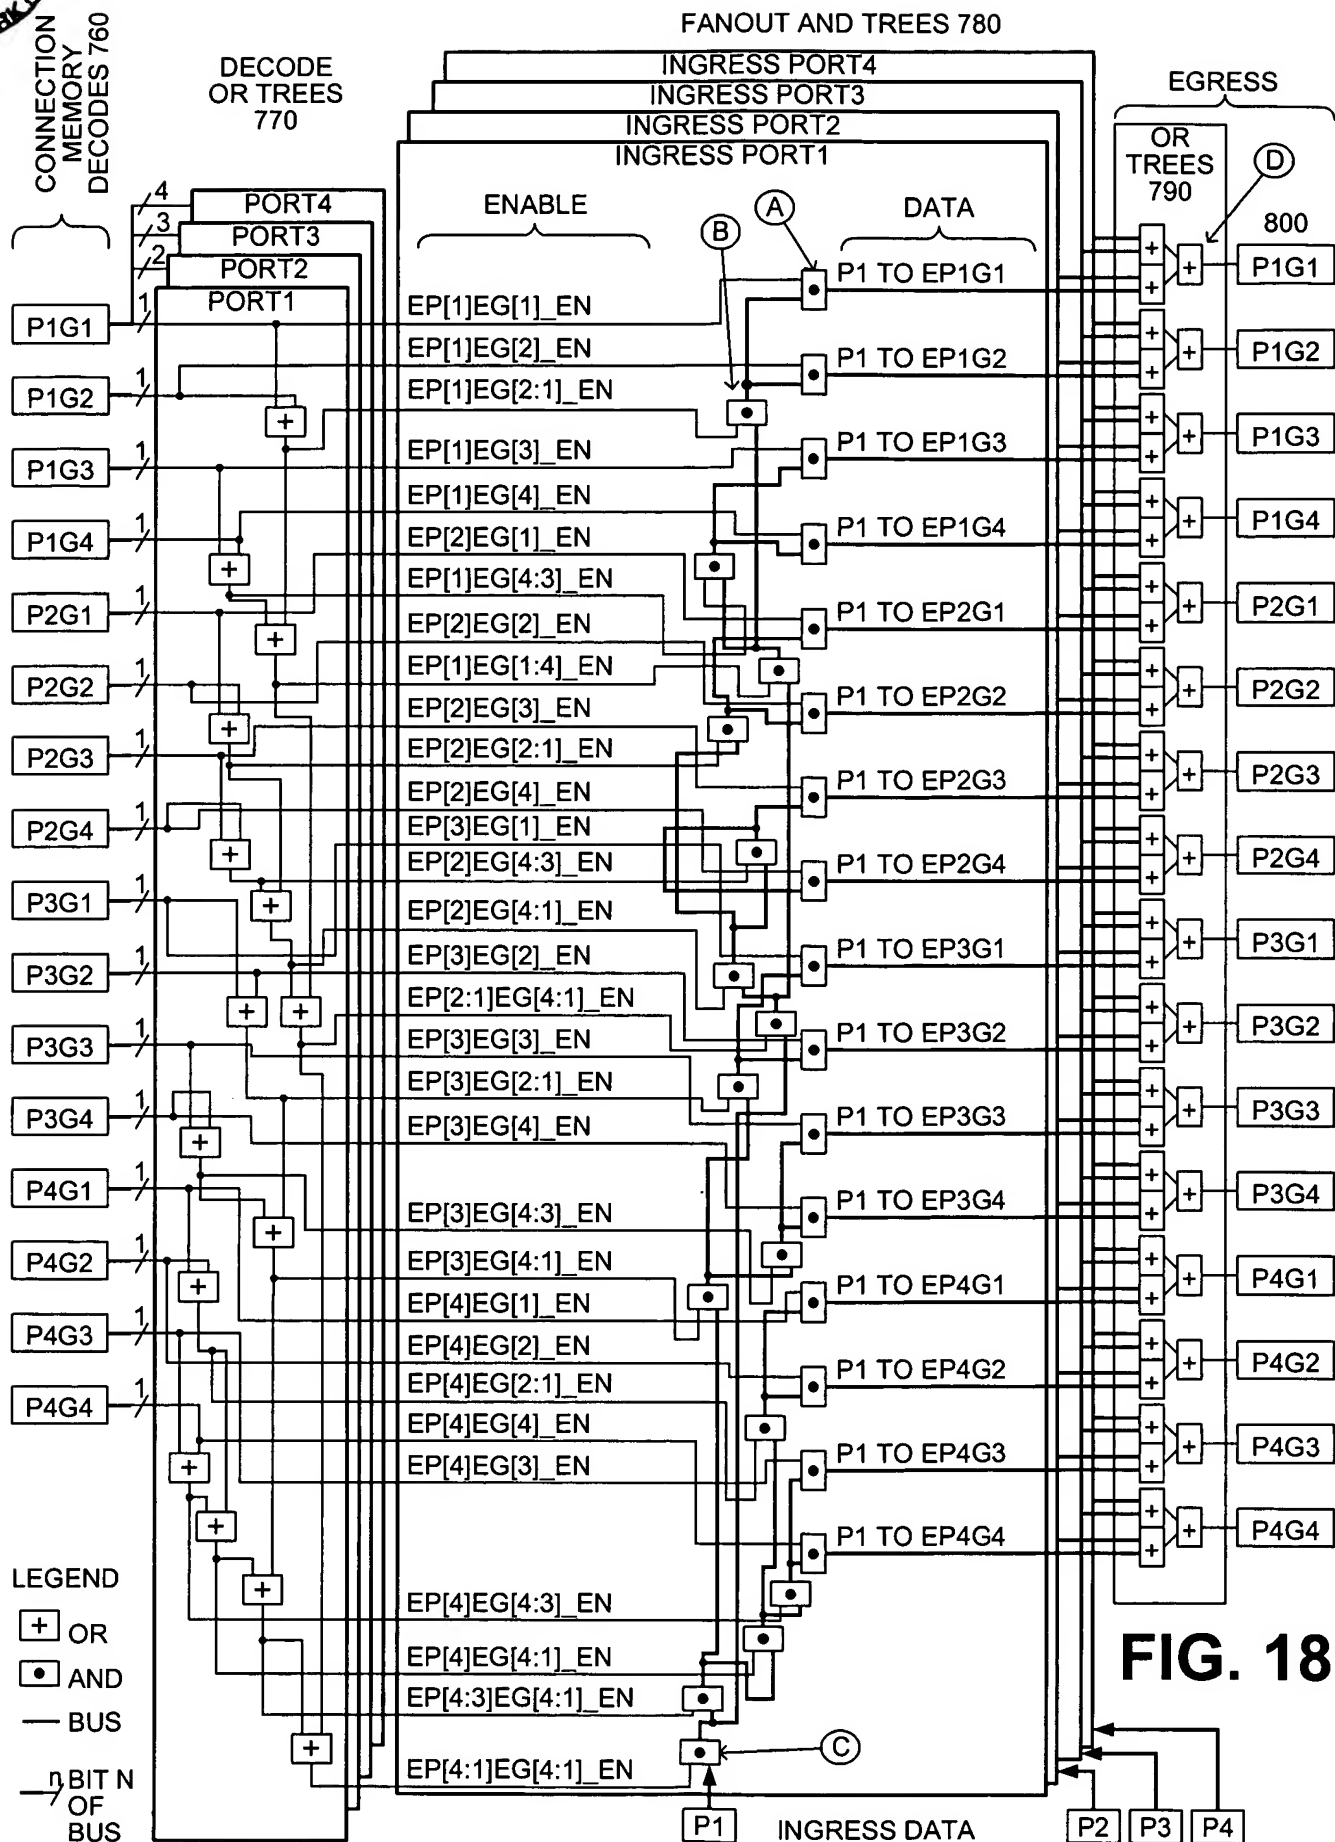 FANOUT AND TREES 780
CONNECTION
MEMORY
DECODES 760
DECODE
OR TREES
770
INGRESS PORT4
INGRESS PORT3
INGRESS PORT2
INGRESS PORT1
EGRESS
OR
TREES
790
D
800
4
PORT4
3
PORT3
2
PORT2
1
PORT1
ENABLE
B
A
DATA
P1G1
1
P1G2
1
P1G3
1
P1G4
1
P2G1
1
P2G2
1
P2G3
1
P2G4
1
P3G1
1
P3G2
1
P3G3
1
P3G4
1
P4G1
1
P4G2
1
P4G3
1
P4G4
EP[1]EG[1]_EN
EP[1]EG[2]_EN
EP[1]EG[2:1]_EN
EP[1]EG[3]_EN
EP[1]EG[4]_EN
EP[2]EG[1]_EN
EP[1]EG[4:3]_EN
EP[2]EG[2]_EN
EP[1]EG[1:4]_EN
EP[2]EG[3]_EN
EP[2]EG[2:1]_EN
EP[2]EG[4]_EN
EP[3]EG[1]_EN
EP[2]EG[4:3]_EN
EP[2]EG[4:1]_EN
EP[3]EG[2]_EN
EP[2:1]EG[4:1]_EN
EP[3]EG[3]_EN
EP[3]EG[2:1]_EN
EP[3]EG[4]_EN
EP[3]EG[4:3]_EN
EP[3]EG[4:1]_EN
EP[4]EG[1]_EN
EP[4]EG[2]_EN
EP[4]EG[2:1]_EN
EP[4]EG[4]_EN
EP[4]EG[3]_EN
EP[4]EG[4:3]_EN
EP[4]EG[4:1]_EN
EP[4:3]EG[4:1]_EN
EP[4:1]EG[4:1]_EN
P1 TO EP1G1
P1 TO EP1G2
P1 TO EP1G3
P1 TO EP1G4
P1 TO EP2G1
P1 TO EP2G2
P1 TO EP2G3
P1 TO EP2G4
P1 TO EP3G1
P1 TO EP3G2
P1 TO EP3G3
P1 TO EP3G4
P1 TO EP4G1
P1 TO EP4G2
P1 TO EP4G3
P1 TO EP4G4
P1G1
P1G2
P1G3
P1G4
P2G1
P2G2
P2G3
P2G4
P3G1
P3G2
P3G3
P3G4
P4G1
P4G2
P4G3
P4G4
LEGEND
+ OR
AND
BUS
n BIT N
OF
BUS
C
P1
INGRESS DATA
P2
P3
P4
FIG. 18